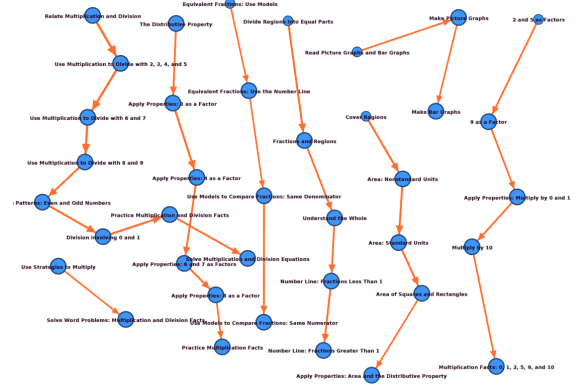 Equivalent Fractions: Use Models
Relate Multiplication and Division
The Distributive Property
Divide Regions Into Equal Parts
Make Picture Graphs
2 and 5 as Factors
Read Picture Graphs and Bar Graphs
Use Multiplication to Divide with 2, 3, 4, and 5
Equivalent Fractions: Use the Number Line
Apply Properties: 3 as a Factor
Make Bar Graphs
Use Multiplication to Divide with 6 and 7
Cover Regions
9 as a Factor
Fractions and Regions
Use Multiplication to Divide with 8 and 9
Apply Properties: 4 as a Factor
Area: Nonstandard Units
Use Models to Compare Fractions: Same Denominator
Apply Properties: Multiply by 0 and 1
Patterns: Even and Odd Numbers
Practice Multiplication and Division Facts
Understand the Whole
Division Involving 0 and 1
Area: Standard Units
Multiply by 10
Solve Multiplication and Division Equations
Apply Properties: 6 and 7 as Factors
Use Strategies to Multiply
Number Line: Fractions Less Than 1
Apply Properties: 8 as a Factor
Area of Squares and Rectangles
Solve Word Problems: Multiplication and Division Facts
Use Models to Compare Fractions: Same Numerator
Practice Multiplication Facts
Number Line: Fractions Greater Than 1
Multiplication Facts: 0, 1, 2, 5, 9, and 10
Apply Properties: Area and the Distributive Property